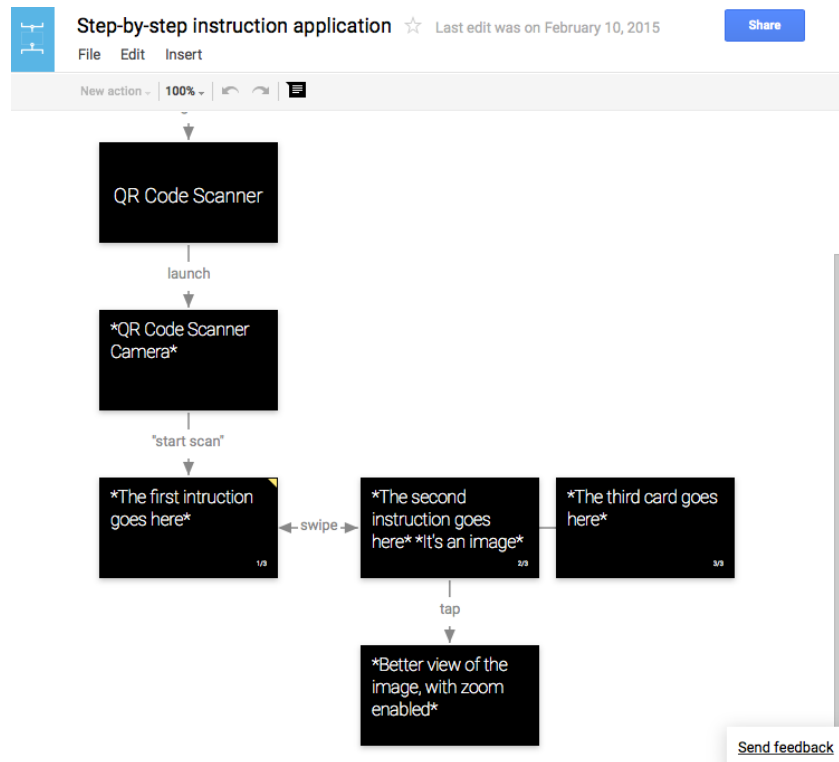 Step-by-step instruction application
Last edit was on February 10, 2015
Share
File Edit Insert
New action
100%
QR Code Scanner
launch
*QR Code Scanner
Camera*
"start scan"
*The first intruction
goes here*
1/3
swipe
*The second
instruction goes
here* *It's an image*
2/3
*The third card goes
here*
3/3
tap
*Better view of the
image, with zoom
enabled*
Send feedback